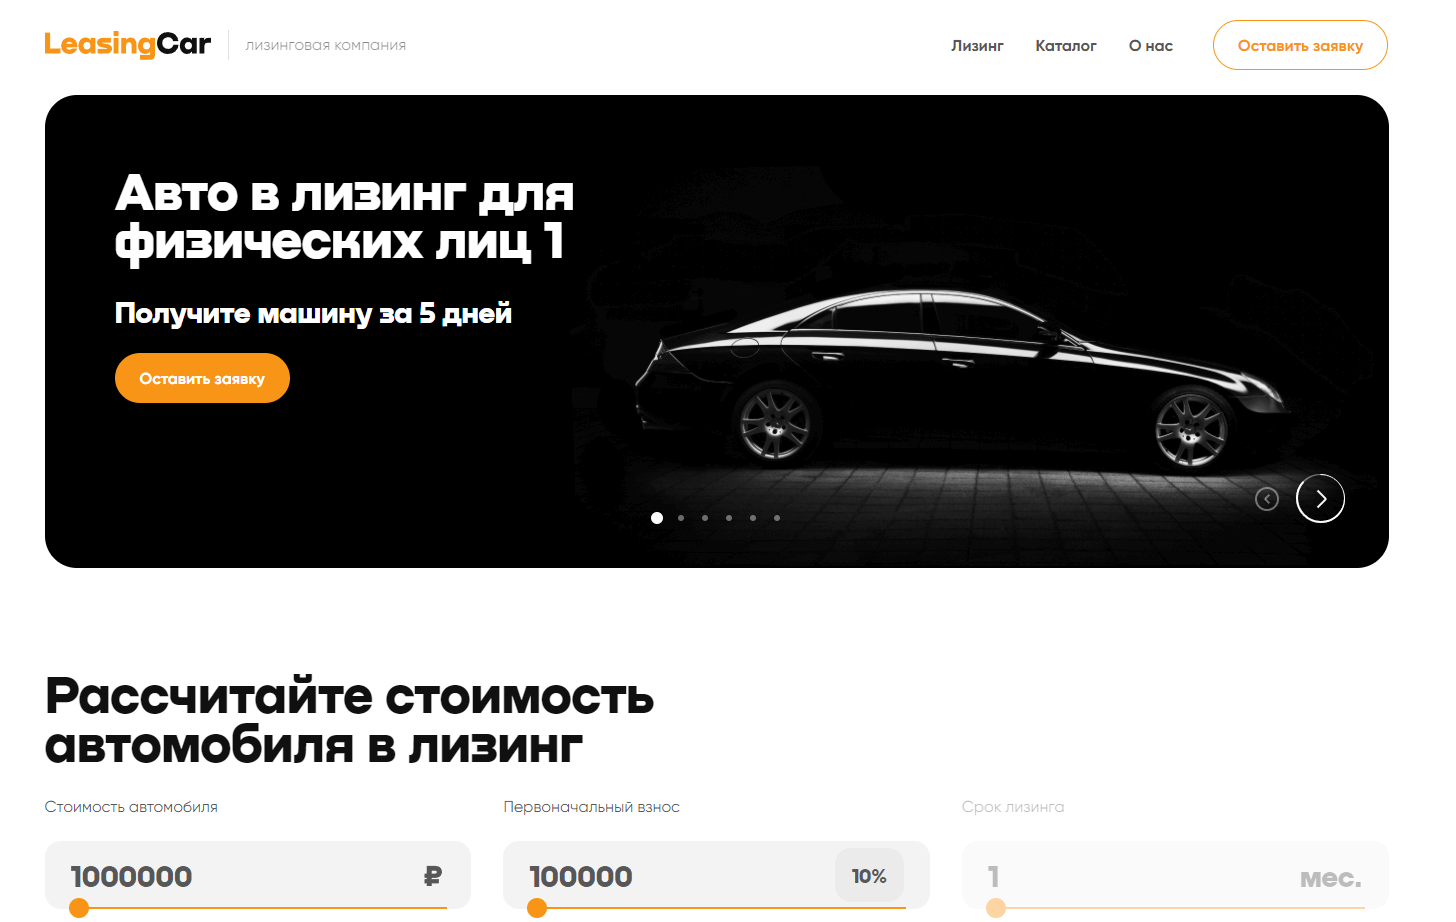 LeasingCar
лизинговая компания
Лизинг
Каталог
О нас
Оставить заявку
Авто в лизинг для
физических лиц 1
Получите машину за 5 дней
Оставить заявку
Рассчитайте стоимость
автомобиля в лизинг
Стоимость автомобиля
Первоначальный взнос
Срок лизинга
1000000 ₽
100000 10%
1 мес.